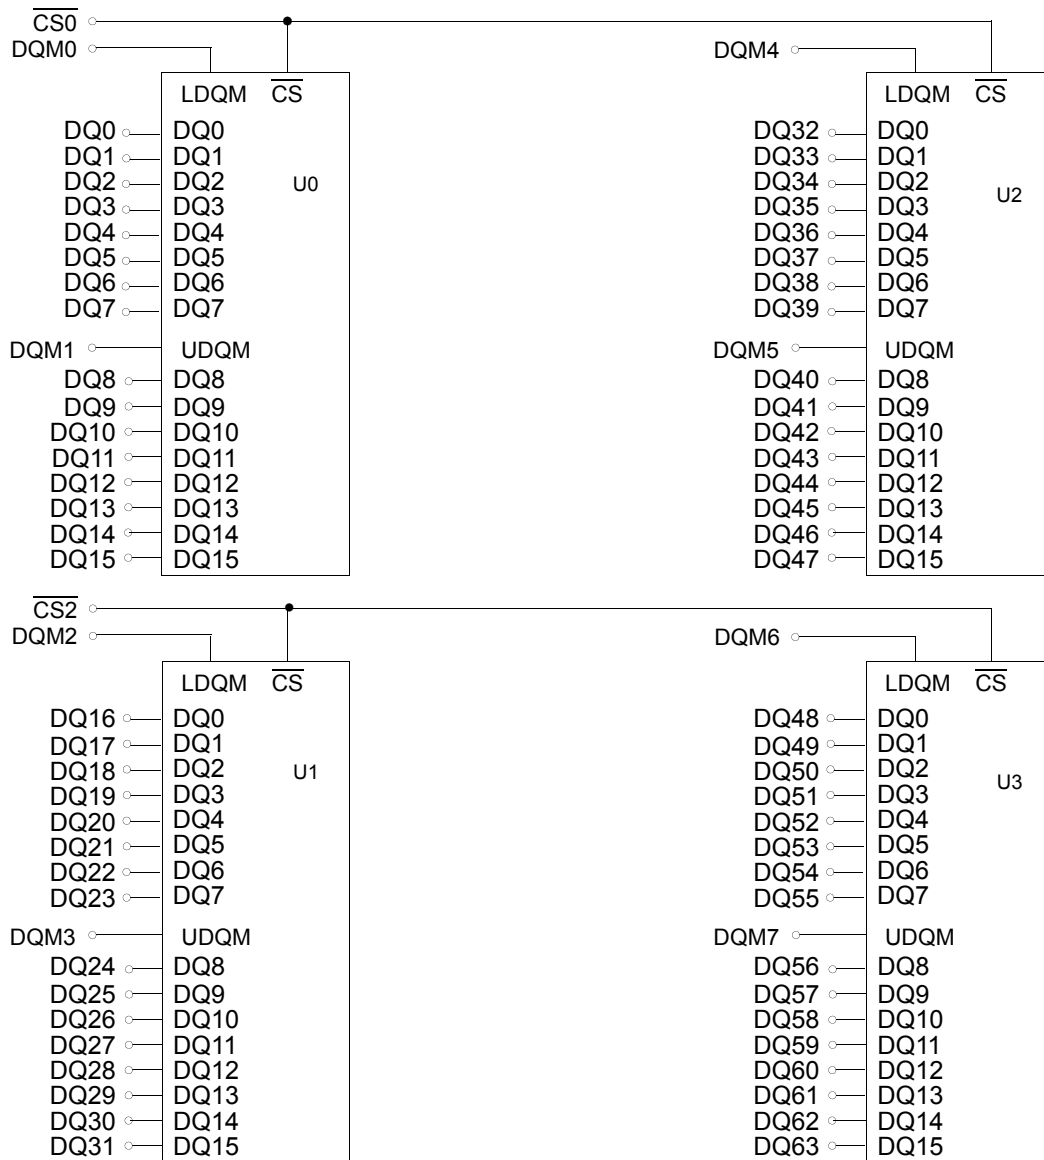 CS0
DQM0 DQM4
LDQM CS LDQM CS
DQ0 DQ0 DQ32 DQ0
DQ1 DQ1 DQ33 DQ1
DQ2 DQ2 U0 DQ34 DQ2 U2
DQ3 DQ3 DQ35 DQ3
DQ4 DQ4 DQ36 DQ4
DQ5 DQ5 DQ37 DQ5
DQ6 DQ6 DQ38 DQ6
DQ7 DQ7 DQ39 DQ7
DQM1 UDQM DQM5 UDQM
DQ8 DQ8 DQ40 DQ8
DQ9 DQ9 DQ41 DQ9
DQ10 DQ10 DQ42 DQ10
DQ11 DQ11 DQ43 DQ11
DQ12 DQ12 DQ44 DQ12
DQ13 DQ13 DQ45 DQ13
DQ14 DQ14 DQ46 DQ14
DQ15 DQ15 DQ47 DQ15
CS2
DQM2 DQM6
LDQM CS LDQM CS
DQ16 DQ0 DQ48 DQ0
DQ17 DQ1 DQ49 DQ1
DQ18 DQ2 U1 DQ50 DQ2 U3
DQ19 DQ3 DQ51 DQ3
DQ20 DQ4 DQ52 DQ4
DQ21 DQ5 DQ53 DQ5
DQ22 DQ6 DQ54 DQ6
DQ23 DQ7 DQ55 DQ7
DQM3 UDQM DQM7 UDQM
DQ24 DQ8 DQ56 DQ8
DQ25 DQ9 DQ57 DQ9
DQ26 DQ10 DQ58 DQ10
DQ27 DQ11 DQ59 DQ11
DQ28 DQ12 DQ60 DQ12
DQ29 DQ13 DQ61 DQ13
DQ30 DQ14 DQ62 DQ14
DQ31 DQ15 DQ63 DQ15